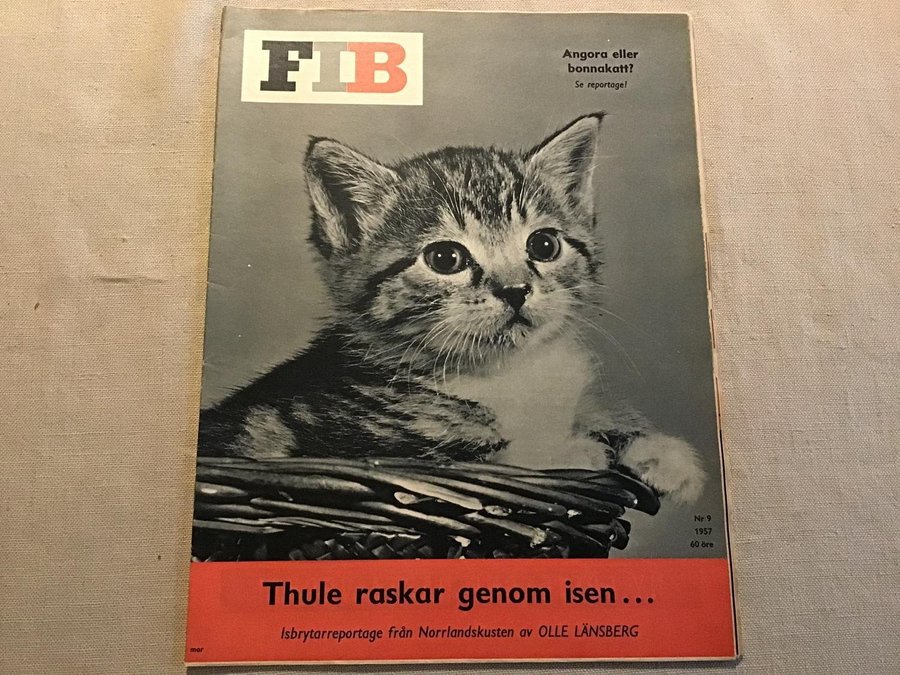 FIB
Angora eller
bonnakatt?
Se reportage!
Nr 9
1957
60 öre
Thule raskar genom isen...
Isbrytarreportage från Norrlandskusten av OLLE LÄNSBERG
mor